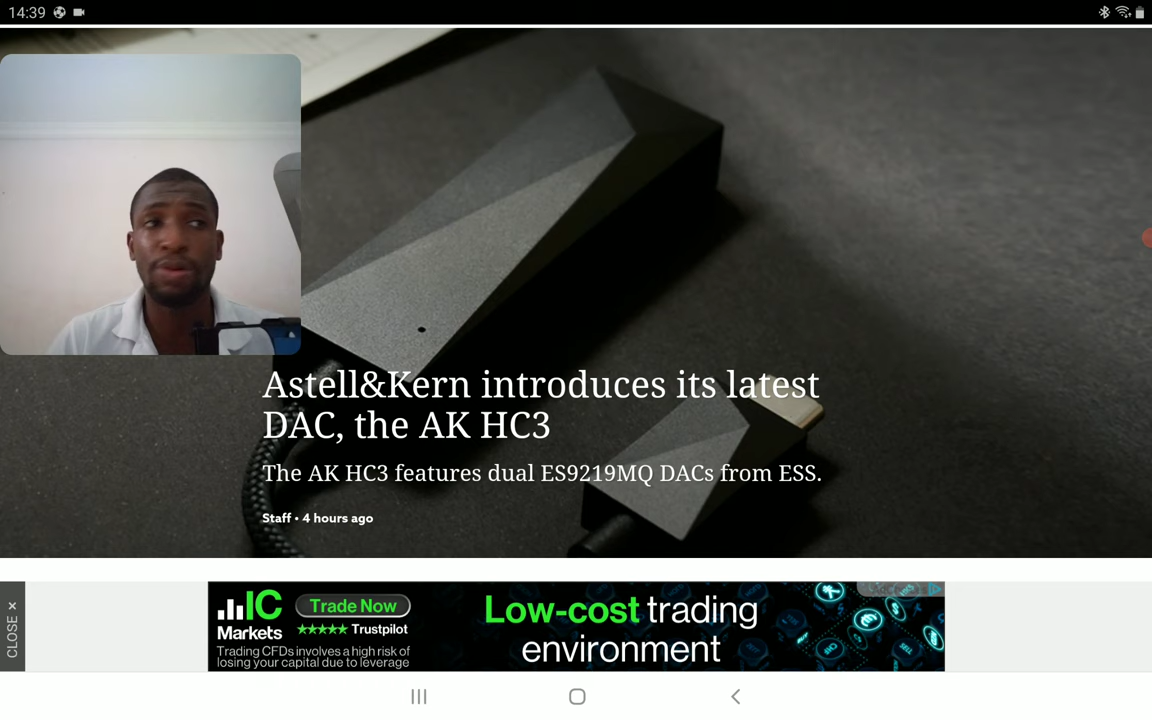 14:39
Astell&Kern introduces its latest
DAC, the AK HC3
The AK HC3 features dual ES9219MQ DACs from ESS.
Staff • 4 hours ago
CLOSE ×
IC
Markets
Trade Now
★★★★★ Trustpilot
Trading CFDs involves a high risk of
losing your capital due to leverage
Low-cost trading
environment